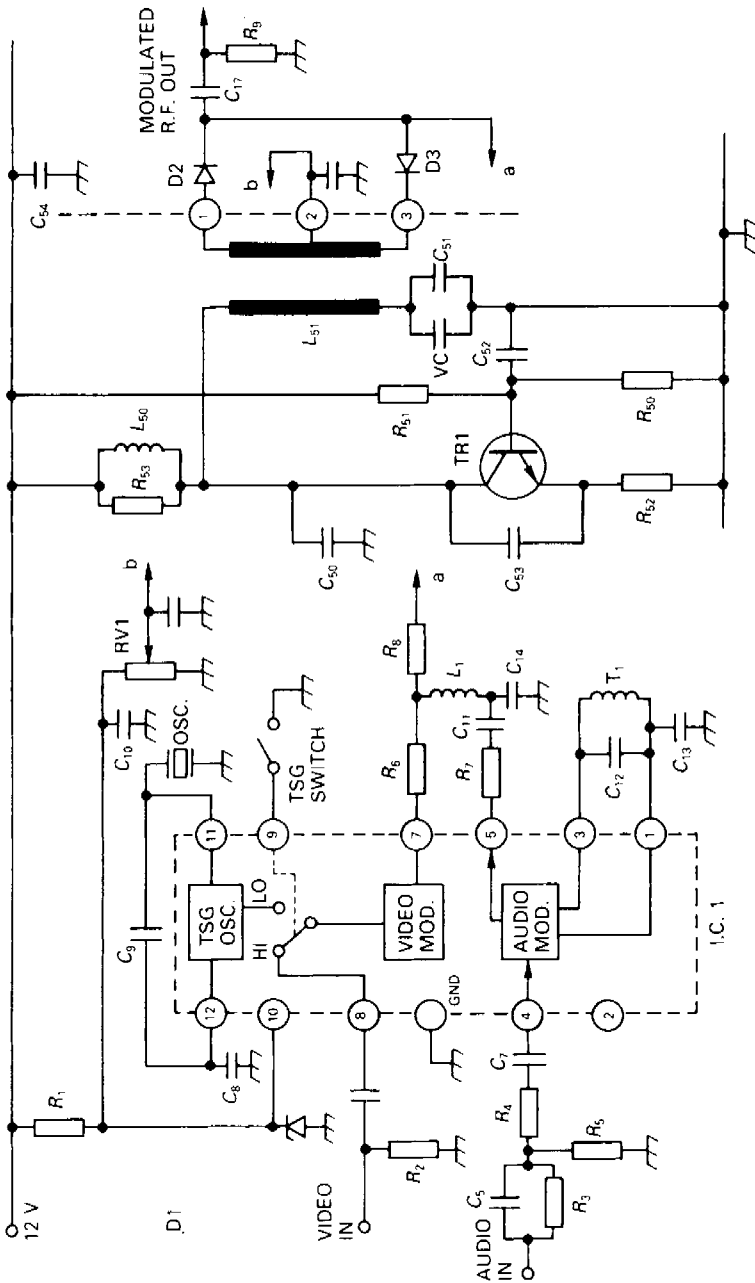 12 V
R₁
D1
C₈
C₉
12
11
10
9
TSG
OSC.
HI
LO
OSC.
C₁₀
RV1
b
TSG
SWITCH
VIDEO
IN
R₂
8
GND
VIDEO
MOD.
7
R₆
R₈
a
L₁
C₁₄
C₁₁
R₇
5
AUDIO
MOD.
3
1
C₁₂
T₁
C₁₃
I.C. 1
2
4
C₇
R₄
R₅
C₅
R₃
AUDIO
IN
L₅₀
R₅₃
C₅₀
C₅₃
TR1
R₅₂
R₅₀
R₅₁
C₅₂
VC
C₅₁
L₅₁
C₅₄
1
2
3
b
D2
D3
a
MODULATED
R.F. OUT
C₁₇
R₉